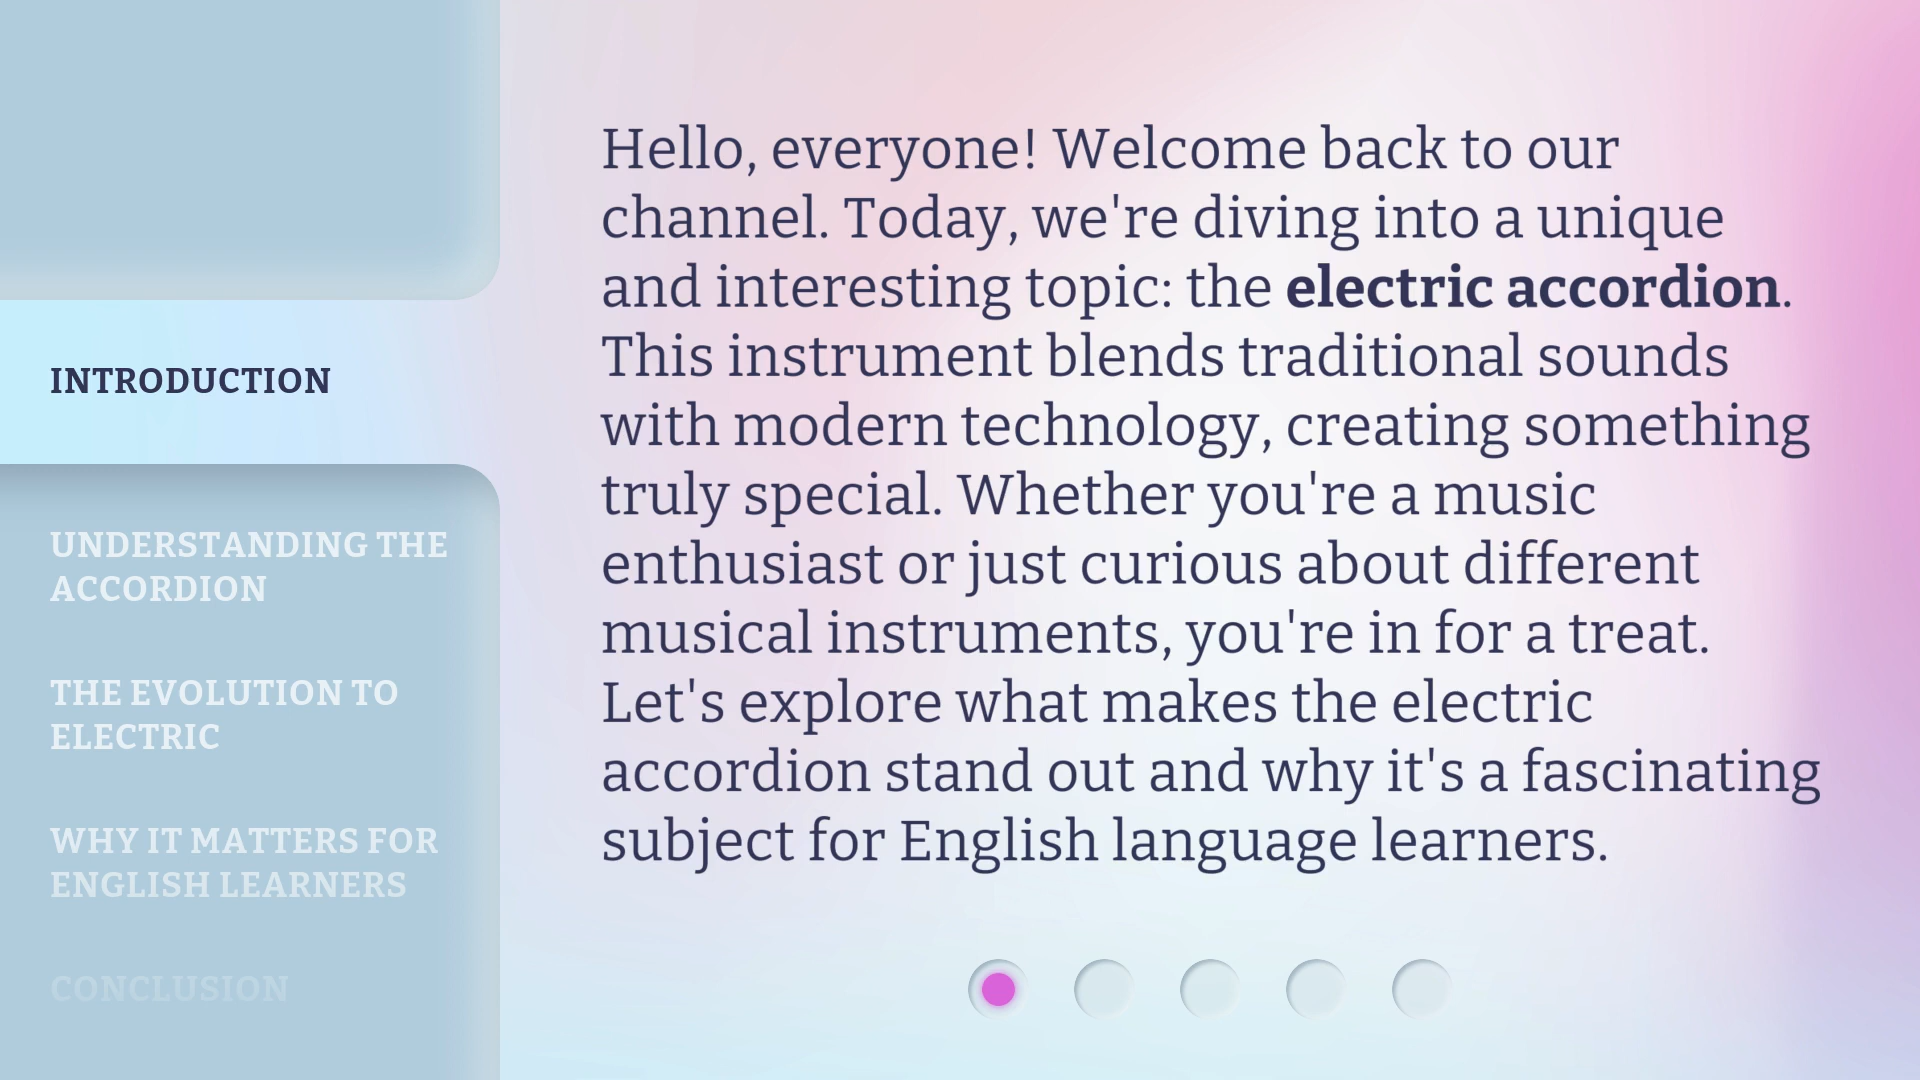 INTRODUCTION
UNDERSTANDING THE
ACCORDION
THE EVOLUTION TO
ELECTRIC
WHY IT MATTERS FOR
ENGLISH LEARNERS
CONCLUSION
Hello, everyone! Welcome back to our
channel. Today, we're diving into a unique
and interesting topic: the electric accordion.
This instrument blends traditional sounds
with modern technology, creating something
truly special. Whether you're a music
enthusiast or just curious about different
musical instruments, you're in for a treat.
Let's explore what makes the electric
accordion stand out and why it's a fascinating
subject for English language learners.